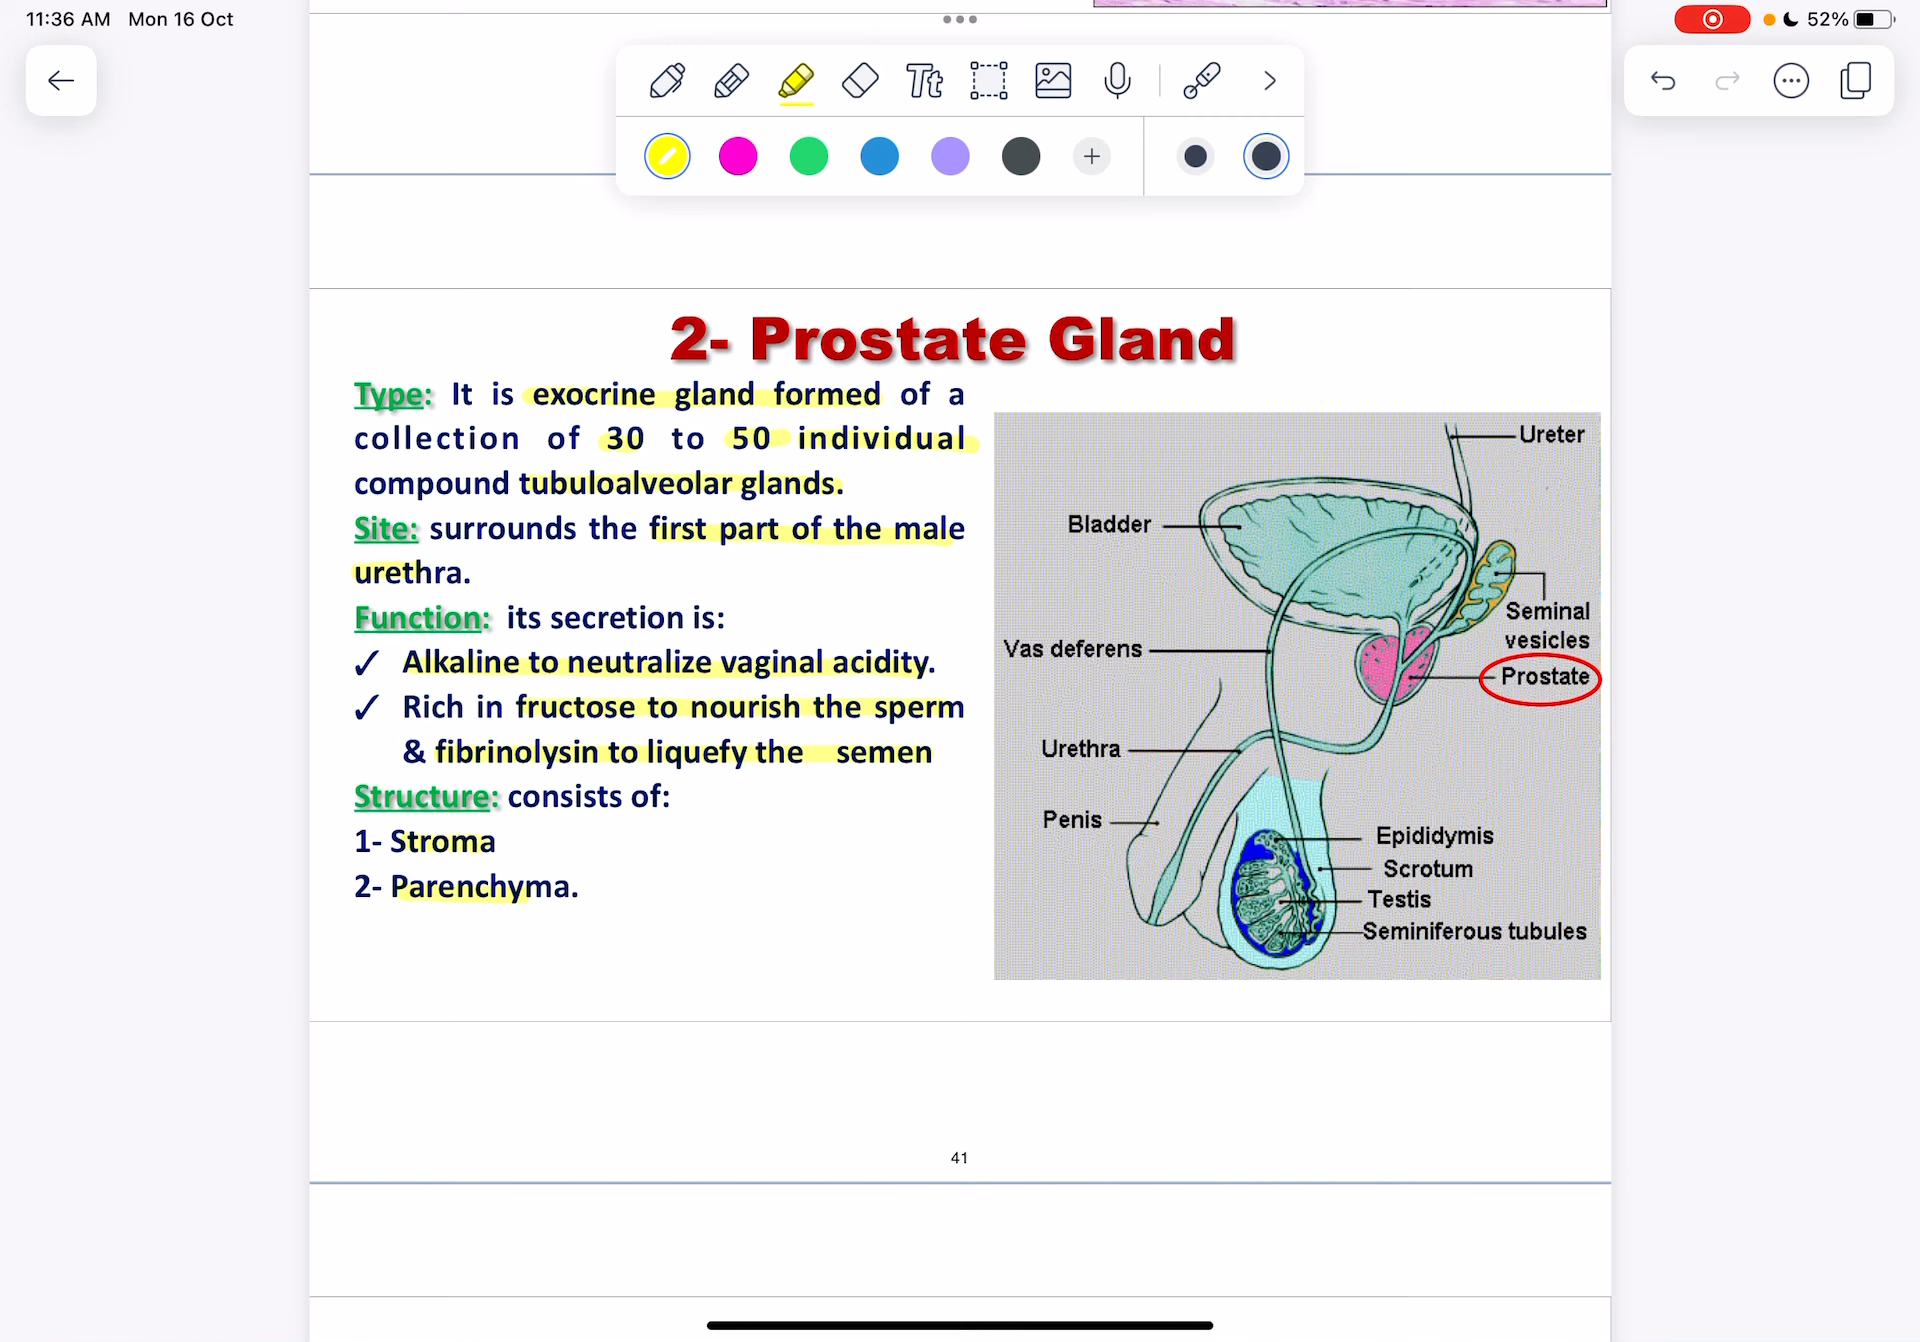 11:36 AM Mon 16 Oct
52%
Tt
2- Prostate Gland
Type: It is exocrine gland formed of a
collection of 30 to 50 individual
compound tubuloalveolar glands.
Site: surrounds the first part of the male
urethra.
Function: its secretion is:
✓ Alkaline to neutralize vaginal acidity.
✓ Rich in fructose to nourish the sperm
& fibrinolysin to liquefy the semen
Structure: consists of:
1- Stroma
2- Parenchyma.
Ureter
Bladder
Seminal
vesicles
Vas deferens
Prostate
Urethra
Penis
Epididymis
Scrotum
Testis
Seminiferous tubules
41